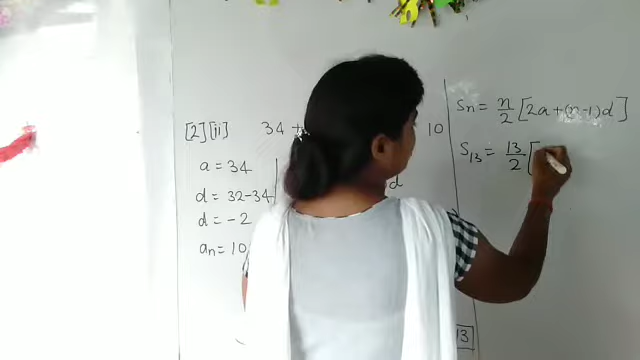 [2] [ii] 34 + 10
a = 34
d = 32-34
d = -2
aₙ = 10
d
13
Sn = n/2 [2a+(n-1)d]
S₁₃ = 13/2 [